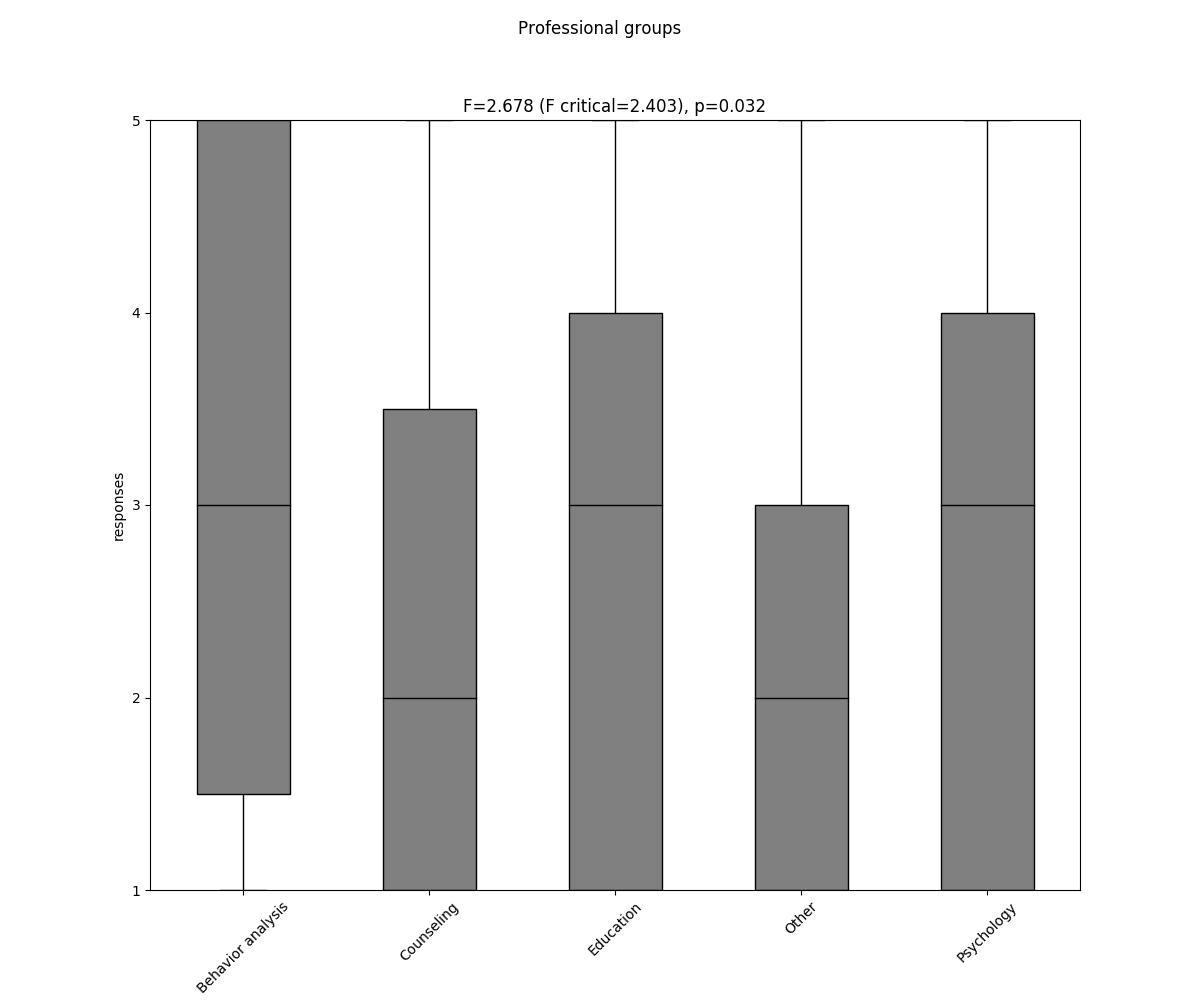 Professional groups
F=2.678 (F critical=2.403), p=0.032
5
4
3
2
1
responses
Behavior analysis
Counseling
Education
Other
Psychology